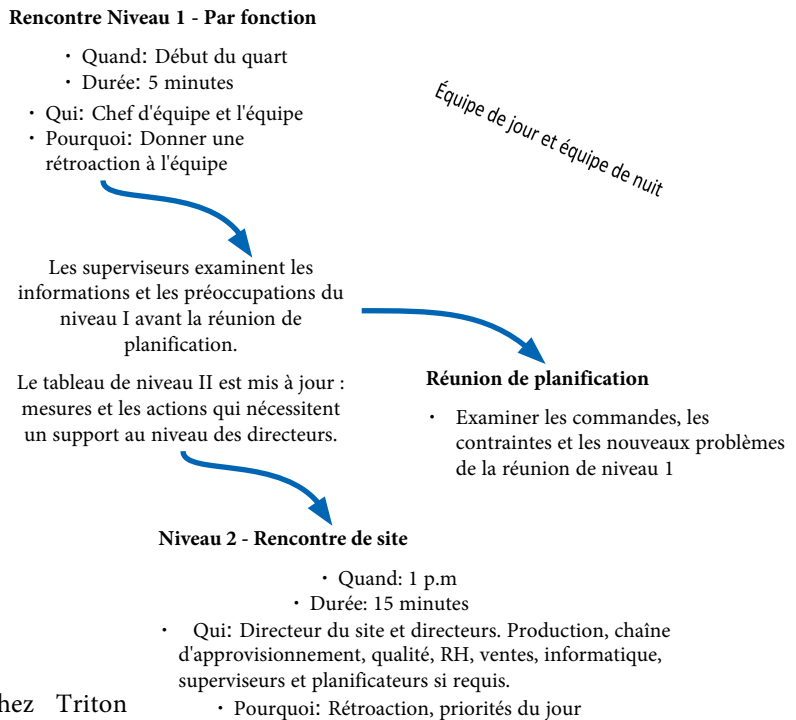 Rencontre Niveau 1 - Par fonction
· Quand: Début du quart
· Durée: 5 minutes
· Qui: Chef d'équipe et l'équipe
· Pourquoi: Donner une
rétroaction à l'équipe
Équipe de jour et équipe de nuit
Les superviseurs examinent les
informations et les préoccupations du
niveau I avant la réunion de
planification.
Le tableau de niveau II est mis à jour :
mesures et les actions qui nécessitent
un support au niveau des directeurs.
Réunion de planification
· Examiner les commandes, les
contraintes et les nouveaux problèmes
de la réunion de niveau 1
Niveau 2 - Rencontre de site
· Quand: 1 p.m
· Durée: 15 minutes
· Qui: Directeur du site et directeurs. Production, chaîne
d'approvisionnement, qualité, RH, ventes, informatique,
superviseurs et planificateurs si requis.
· Pourquoi: Rétroaction, priorités du jour
hez Triton